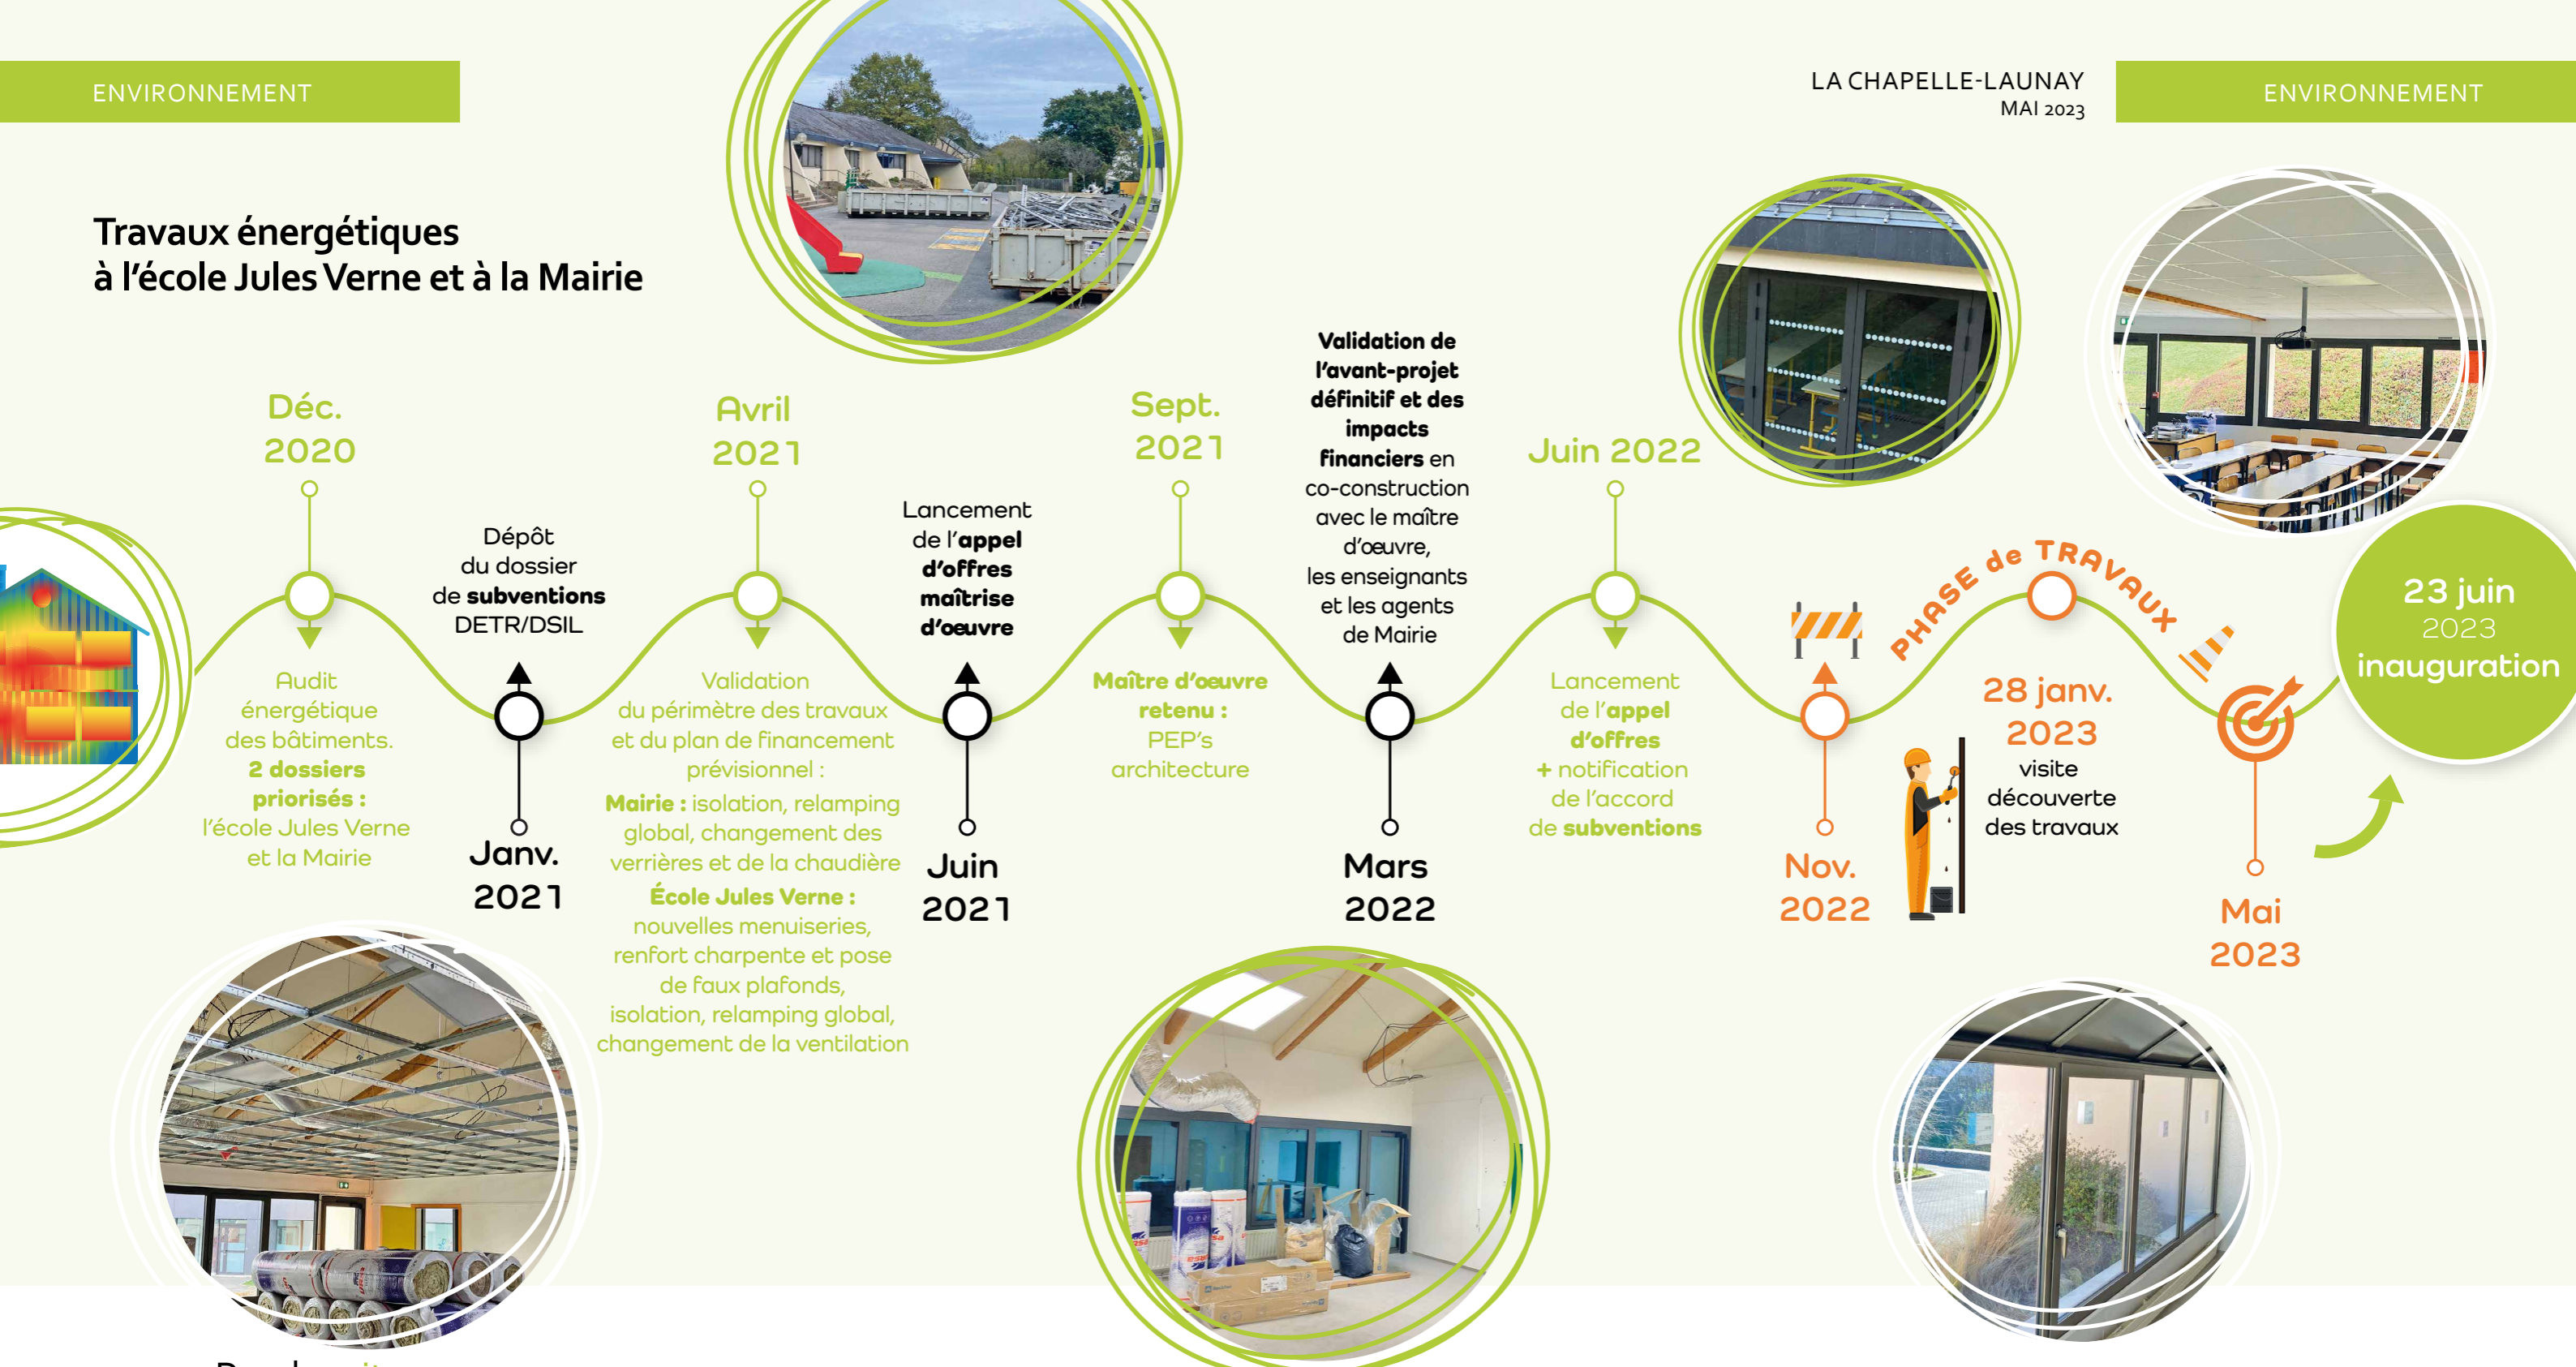 ENVIRONNEMENT
LA CHAPELLE-LAUNAY
MAI 2023
ENVIRONNEMENT
Travaux énergétiques
à l'école Jules Verne et à la Mairie
Déc.
2020
Audit
énergétique
des bâtiments.
2 dossiers
priorisés :
l'école Jules Verne
et la Mairie
Dépôt
du dossier
de subventions
DETR/DSIL
Janv.
2021
Avril
2021
Validation
du périmètre des travaux
et du plan de financement
prévisionnel :
Mairie : isolation, relamping
global, changement des
verrières et de la chaudière
École Jules Verne :
nouvelles menuiseries,
renfort charpente et pose
de faux plafonds,
isolation, relamping global,
changement de la ventilation
Lancement
de l'appel
d'offres
maîtrise
d'œuvre
Juin
2021
Sept.
2021
Maître d'œuvre
retenu :
PEP's
architecture
Validation de
l'avant-projet
définitif et des
impacts
financiers en
co-construction
avec le maître
d'œuvre,
les enseignants
et les agents
de Mairie
Mars
2022
Juin 2022
Lancement
de l'appel
d'offres
+ notification
de l'accord
de subventions
Nov.
2022
PHASE de TRAVAUX
28 janv.
2023
visite
découverte
des travaux
Mai
2023
23 juin
2023
inauguration